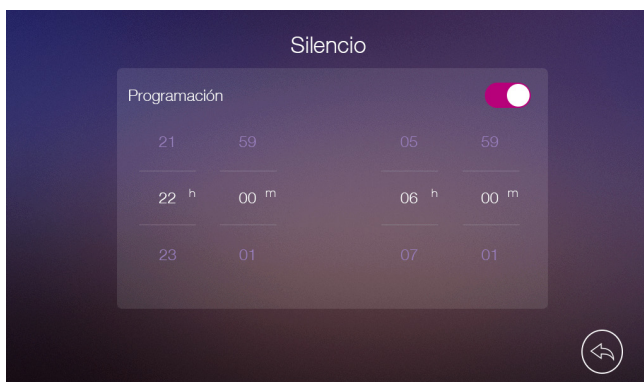 Silencio
Programación
21 59 05 59
22 h 00 m 06 h 00 m
23 01 07 01